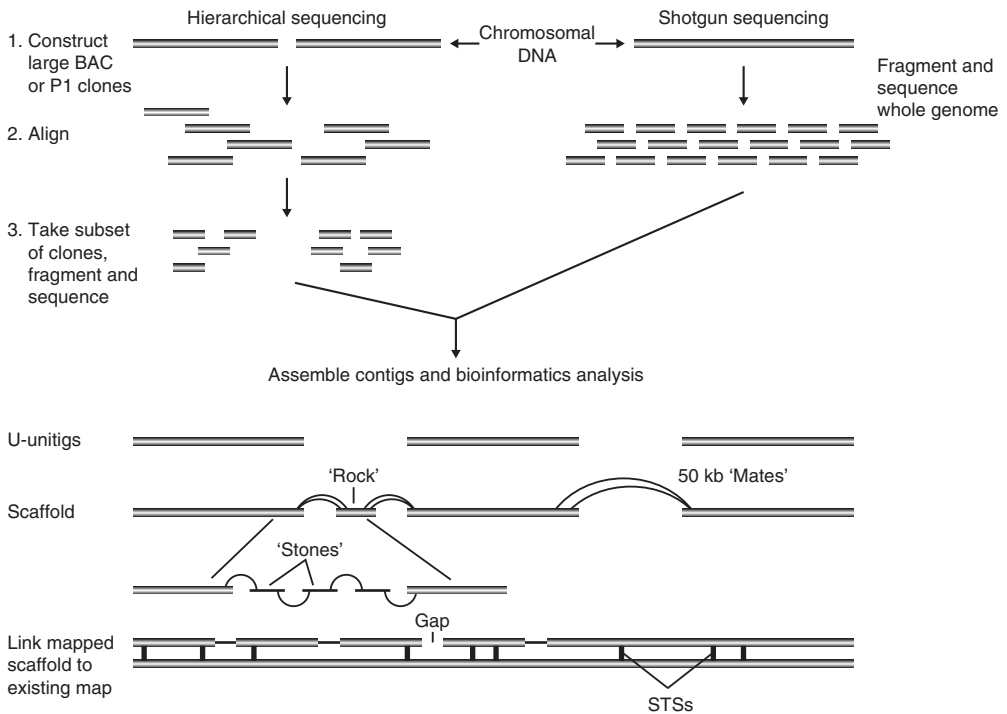 Hierarchical sequencing
Shotgun sequencing
1. Construct
large BAC
or P1 clones
Chromosomal
DNA
Fragment and
sequence
whole genome
2. Align
3. Take subset
of clones,
fragment and
sequence
Assemble contigs and bioinformatics analysis
U-unitigs
‘Rock’
50 kb ‘Mates’
Scaffold
‘Stones’
Gap
Link mapped
scaffold to
existing map
STSs